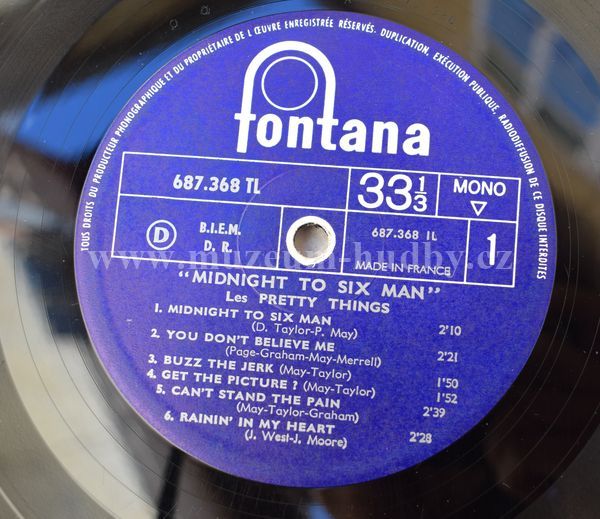 TOUS DROITS DU PRODUCTEUR PHONOGRAPHIQUE ET DU PROPRIÉTAIRE DE L'ŒUVRE ENREGISTRÉE RÉSERVÉS. DUPLICATION, EXÉCUTION PUBLIQUE, RADIODIFFUSION DE CE DISQUE INTERDITES
fontana
687.368 TL
33 1/3
MONO
▽
D
B.I.E.M.
D. R.
687.368 1L
MADE IN FRANCE
1
www.muzeum-hudby.cz
"MIDNIGHT TO SIX MAN"
Les PRETTY THINGS
1. MIDNIGHT TO SIX MAN 2'10
(D. Taylor-P. May)
2. YOU DON'T BELIEVE ME 2'21
(Page-Graham-May-Merrell)
3. BUZZ THE JERK (May-Taylor) 1'50
4. GET THE PICTURE ? (May-Taylor) 1'52
5. CAN'T STAND THE PAIN 2'39
(May-Taylor-Graham)
6. RAININ' IN MY HEART 2'28
(J. West-J. Moore)